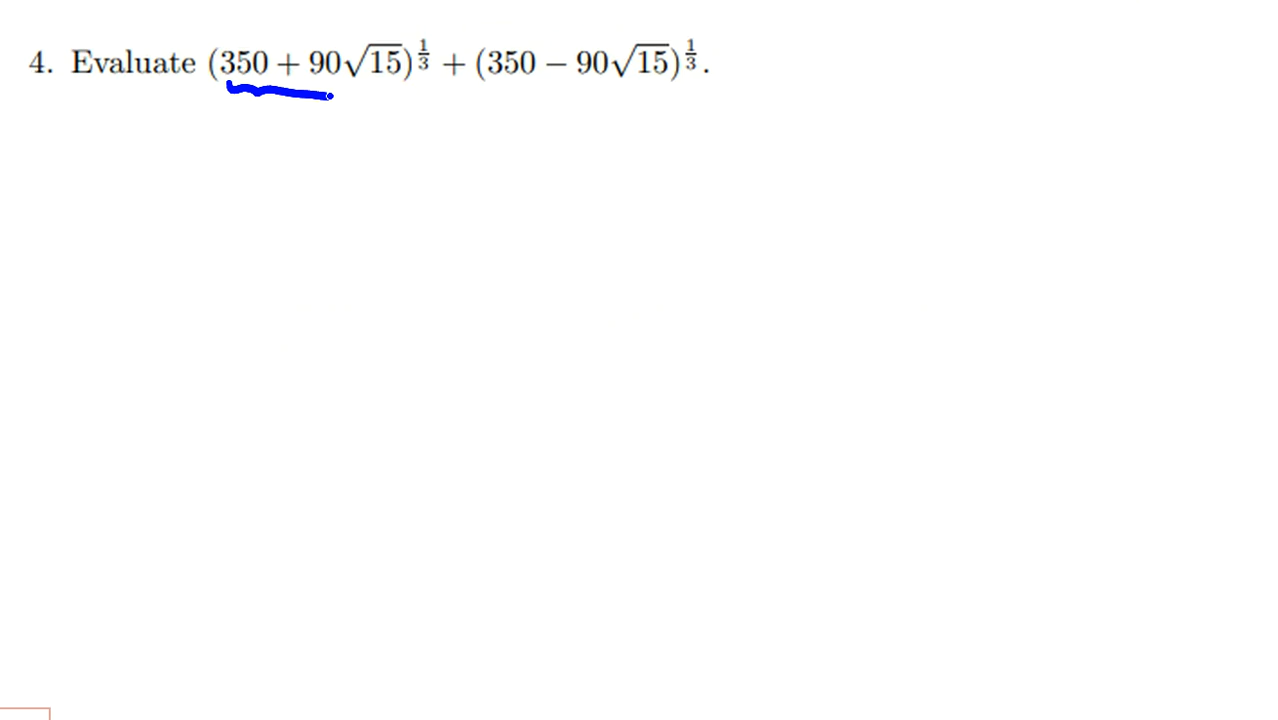 4. Evaluate (350 + 90√15)^{1/3} + (350 − 90√15)^{1/3}.